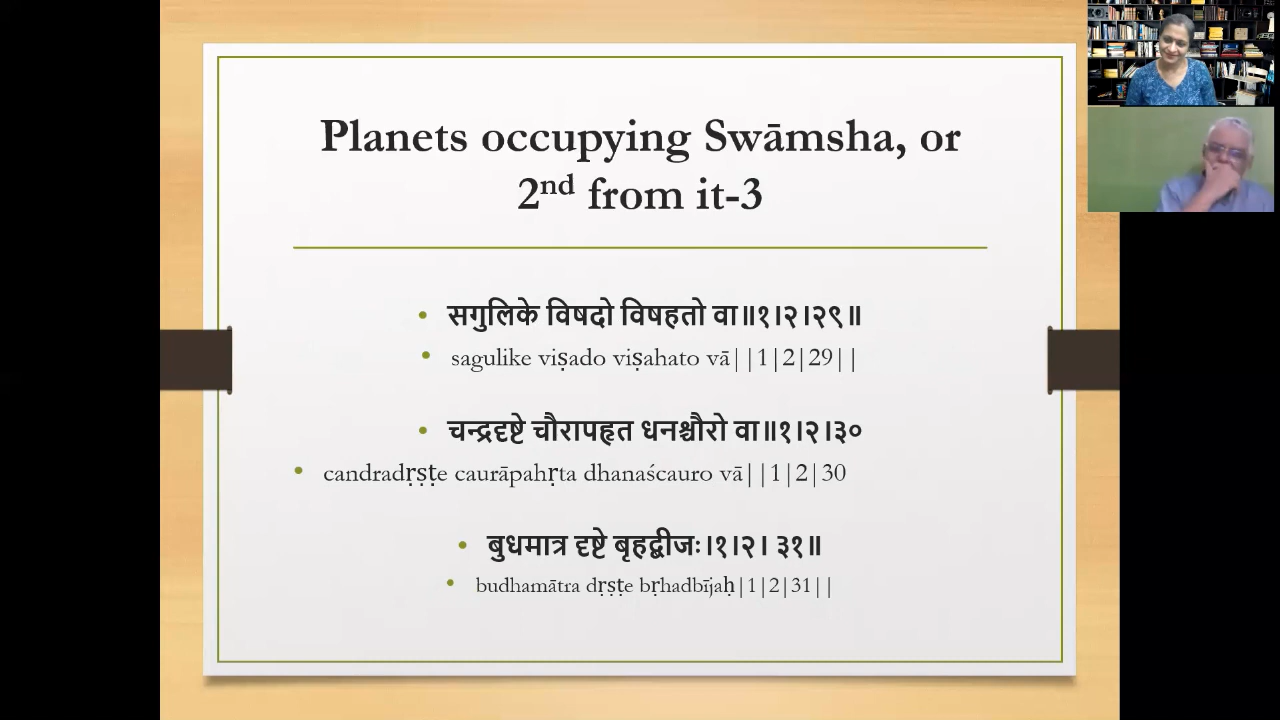 Planets occupying Swāmsha, or
2nd from it-3
• सगुलिके विषदो विषहतो वा॥१।२।२९॥
• sagulike viṣado viṣahato vā||1|2|29||
• चन्द्रदृष्टे चौरापहृत धनश्चौरो वा॥१।२।३०
• candradṛṣṭe caurāpahṛta dhanaścauro vā||1|2|30
• बुधमात्र दृष्टे बृहद्बीजः।१।२। ३१॥
• budhamātra dṛṣṭe bṛhadbījaḥ|1|2|31||